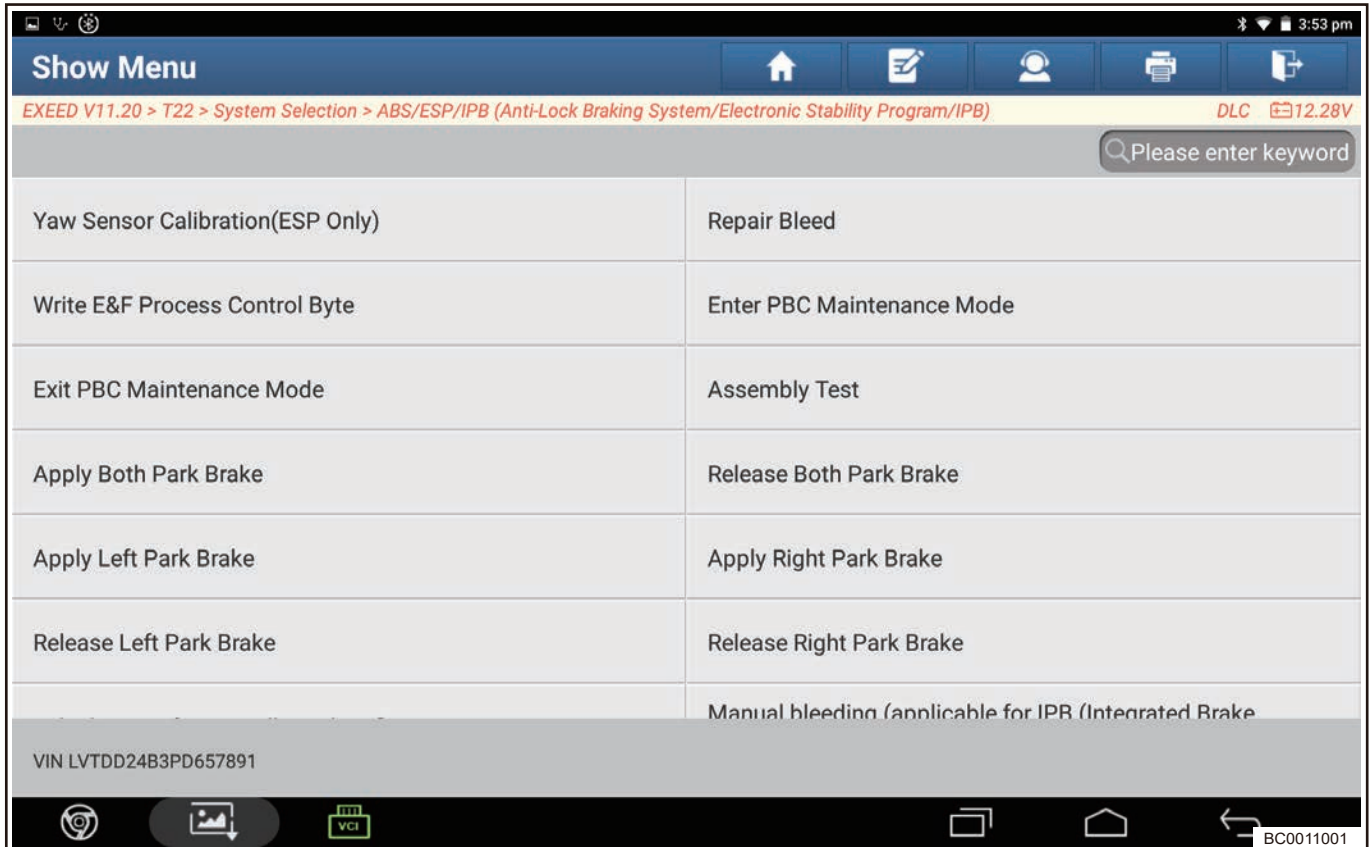 3:53 pm
Show Menu
EXEED V11.20 > T22 > System Selection > ABS/ESP/IPB (Anti-Lock Braking System/Electronic Stability Program/IPB) DLC 12.28V
Please enter keyword
Yaw Sensor Calibration(ESP Only) Repair Bleed
Write E&F Process Control Byte Enter PBC Maintenance Mode
Exit PBC Maintenance Mode Assembly Test
Apply Both Park Brake Release Both Park Brake
Apply Left Park Brake Apply Right Park Brake
Release Left Park Brake Release Right Park Brake
Manual bleeding (applicable for IPB (Integrated Brake
VIN LVTDD24B3PD657891
VCI
BC0011001